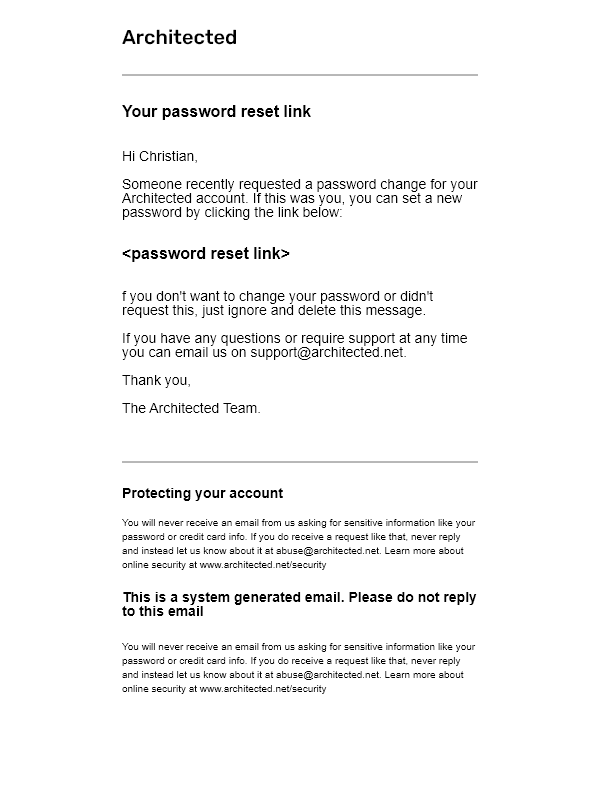 Architected
Your password reset link
Hi Christian,
Someone recently requested a password change for your
Architected account. If this was you, you can set a new
password by clicking the link below:
<password reset link>
f you don't want to change your password or didn't
request this, just ignore and delete this message.
If you have any questions or require support at any time
you can email us on support@architected.net.
Thank you,
The Architected Team.
Protecting your account
You will never receive an email from us asking for sensitive information like your
password or credit card info. If you do receive a request like that, never reply
and instead let us know about it at abuse@architected.net. Learn more about
online security at www.architected.net/security
This is a system generated email. Please do not reply
to this email
You will never receive an email from us asking for sensitive information like your
password or credit card info. If you do receive a request like that, never reply
and instead let us know about it at abuse@architected.net. Learn more about
online security at www.architected.net/security